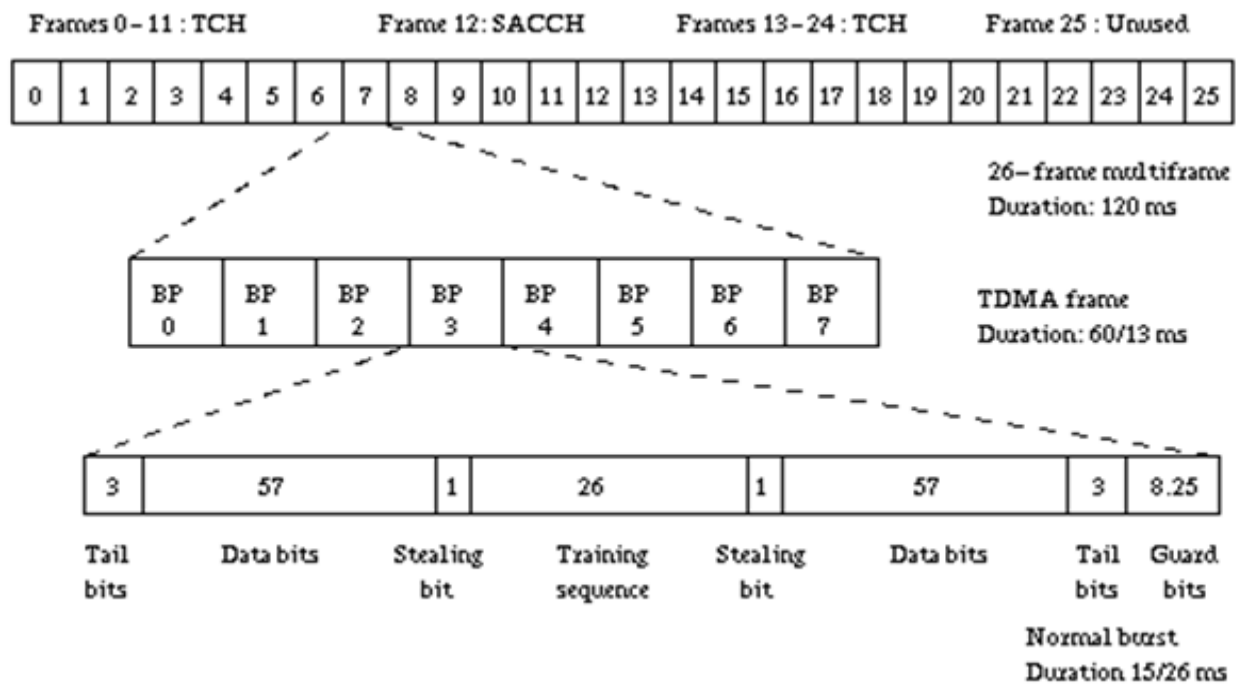 Frames 0–11 : TCH Frame 12: SACCH Frames 13–24 : TCH Frame 25 : Unused
0 1 2 3 4 5 6 7 8 9 10 11 12 13 14 15 16 17 18 19 20 21 22 23 24 25
26–frame multiframe
Duration: 120 ms
BP BP BP BP BP BP BP BP
0 1 2 3 4 5 6 7
TDMA frame
Duration: 60/13 ms
3 57 1 26 1 57 3 8.25
Tail Data bits Stealing Training Stealing Data bits Tail Guard
bits bit sequence bit bits bits
Normal burst
Duration 15/26 ms